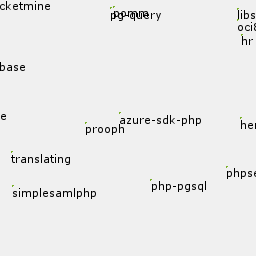 cketmine
pomm
pg-query
libs
oci8
hr
base
e
azure-sdk-php
prooph
her
translating
phpse
php-pgsql
simplesamlphp